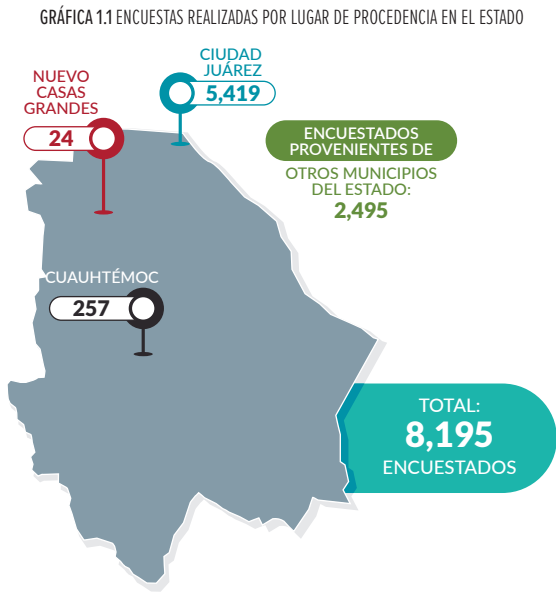 GRÁFICA 1.1 ENCUESTAS REALIZADAS POR LUGAR DE PROCEDENCIA EN EL ESTADO
CIUDAD
JUÁREZ
5,419
NUEVO
CASAS
GRANDES
24
ENCUESTADOS
PROVENIENTES DE
OTROS MUNICIPIOS
DEL ESTADO:
2,495
CUAUHTÉMOC
257
TOTAL:
8,195
ENCUESTADOS